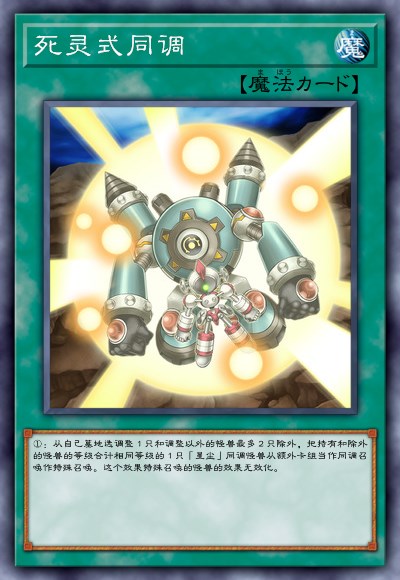 死灵式同调
魔
【魔法カード】
まほう
①：从自己墓地选调整1只和调整以外的怪兽最多2只除外，把持有和除外
的怪兽的等级合计相同等级的1只「星尘」同调怪兽从额外卡组当作同调召
唤作特殊召唤。这个效果特殊召唤的怪兽的效果无效化。